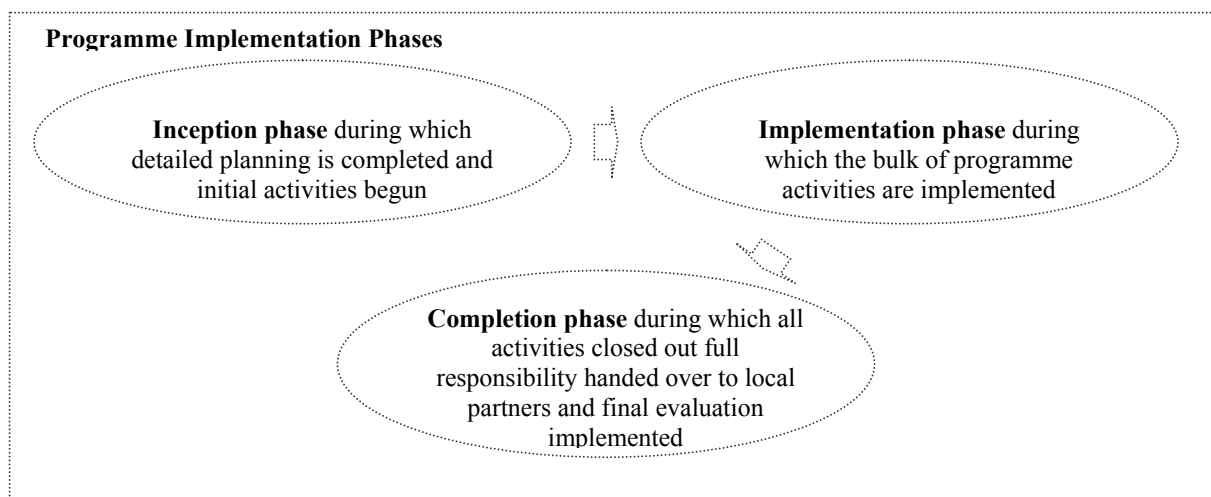 Programme Implementation Phases
Inception phase during which
detailed planning is completed and
initial activities begun
Implementation phase during
which the bulk of programme
activities are implemented
Completion phase during which all
activities closed out full
responsibility handed over to local
partners and final evaluation
implemented